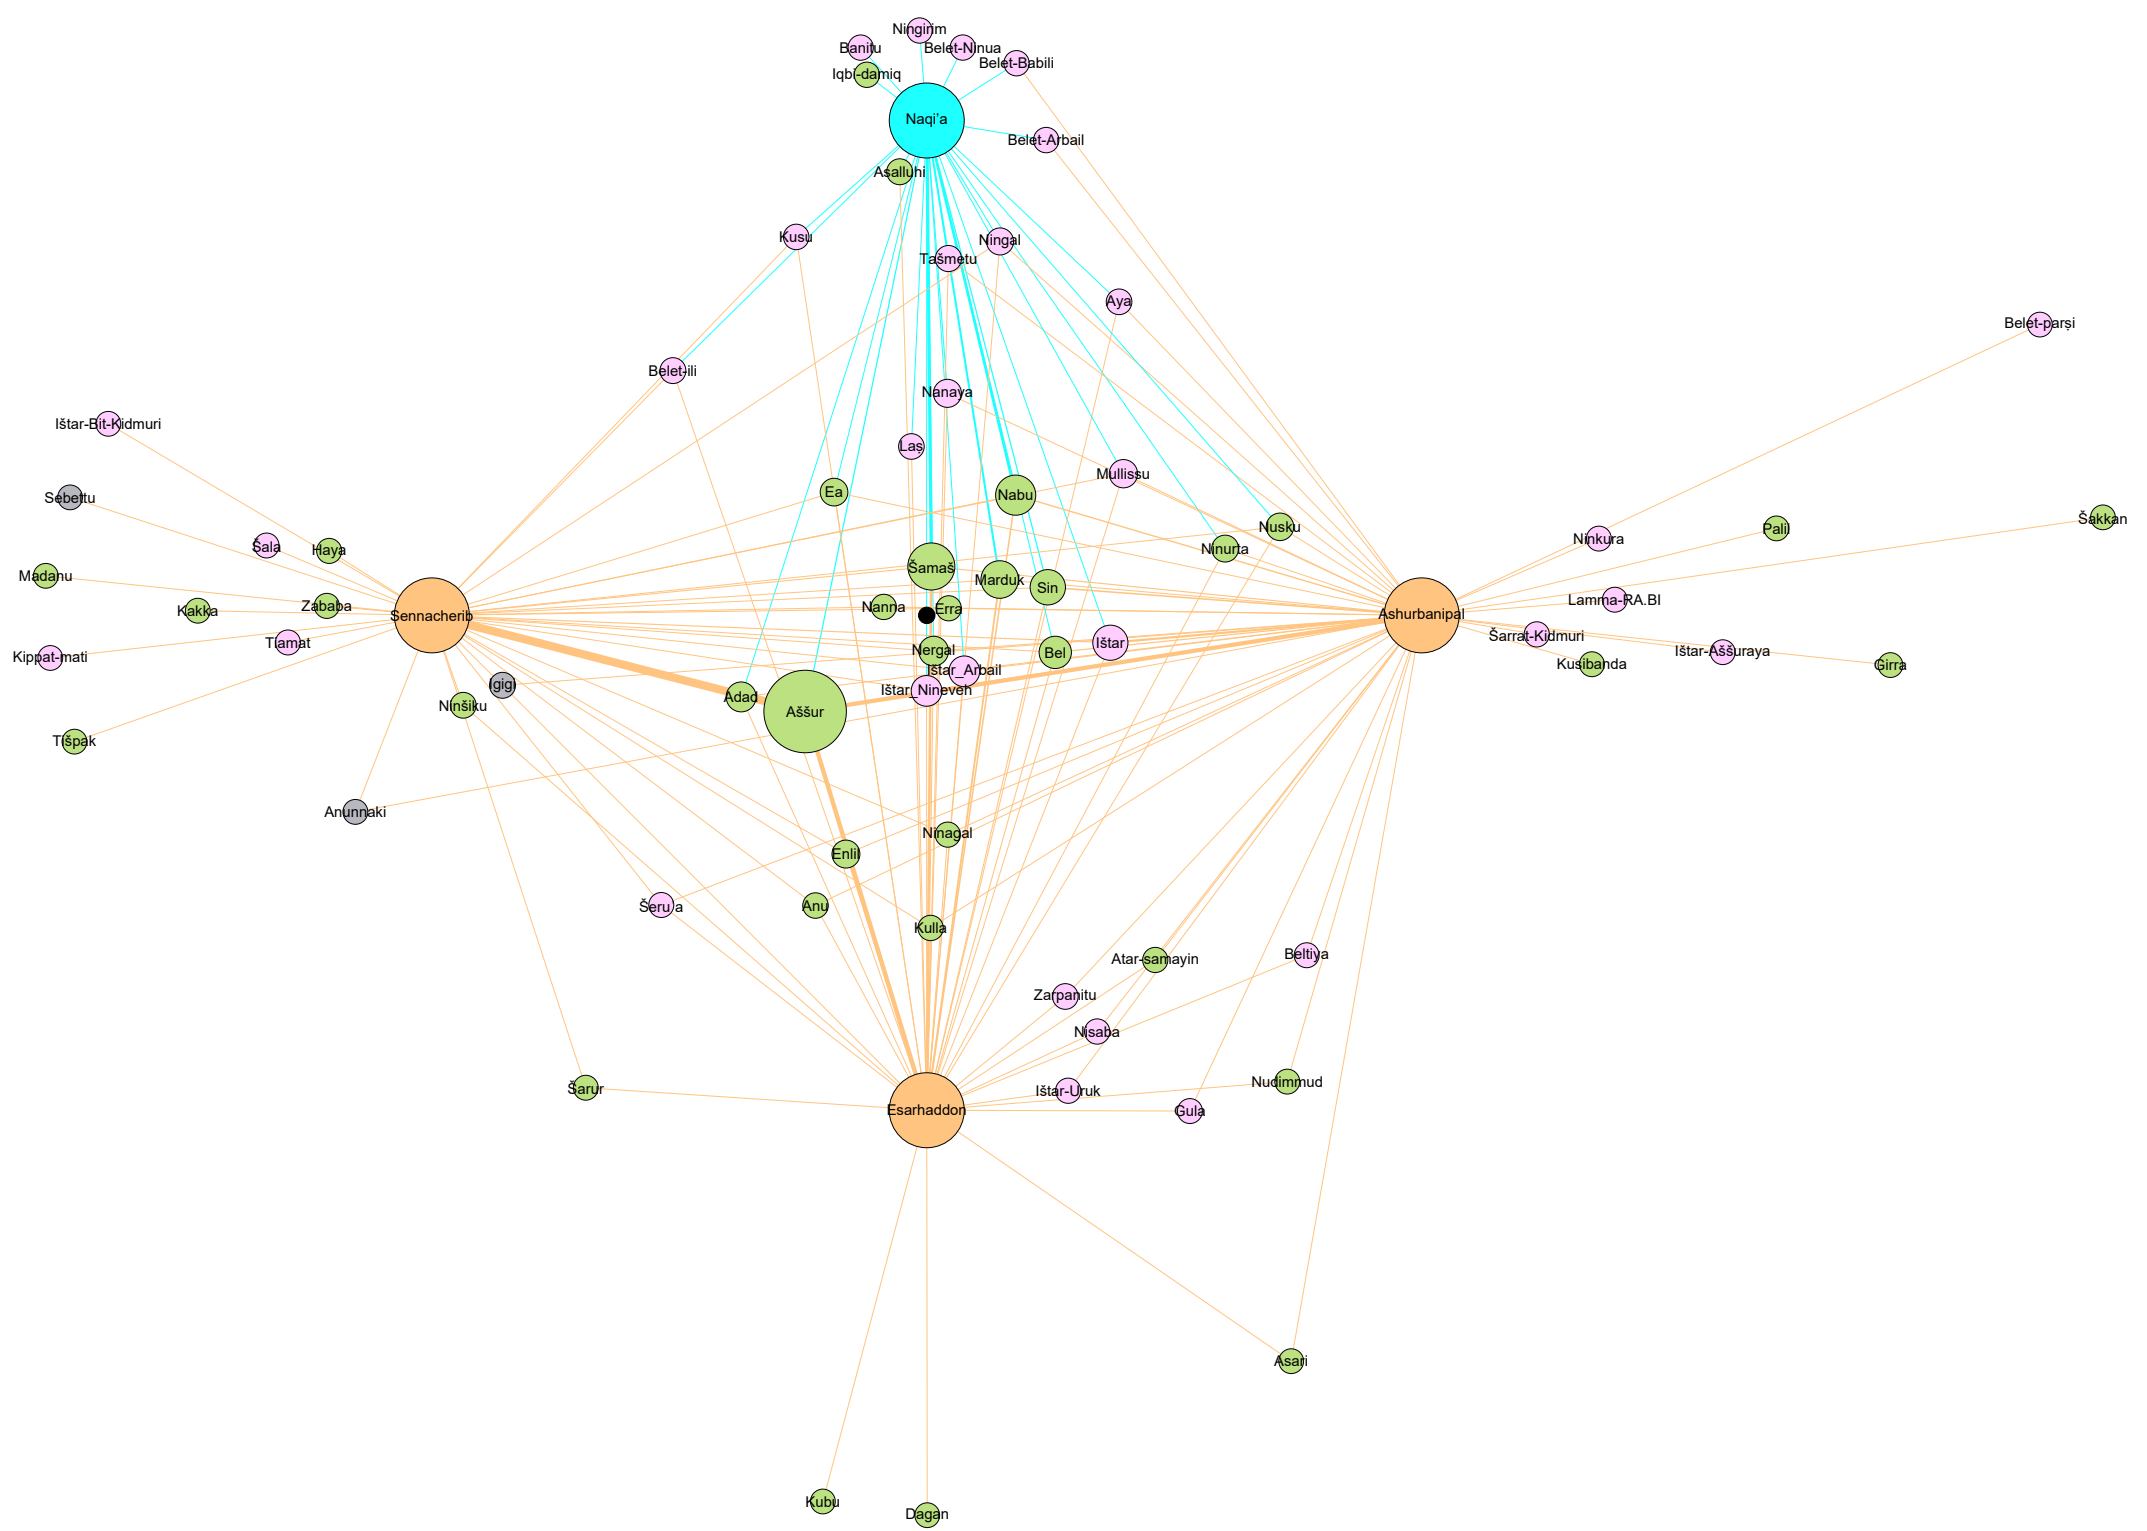 Ningirim
Banitu
Belet-Ninua
Belet-Babili
Iqbi-damiq
Naqi'a
Belet-Arbail
Asalluhi
Kusu
Ningal
Tašmetu
Aya
Belet-parṣi
Belet-ili
Nanaya
Ištar-Bit-Kidmuri
Laṣ
Mullissu
Ea
Nabu
Sebettu
Šakkan
Nusku
Palil
Ninkura
Šala
Haya
Ninurta
Šamaš
Madanu
Marduk
Sin
Lamma-RA.BI
Kakka
Zababa
Nanna
Erra
Sennacherib
Ashurbanipal
Šarrat-Kidmuri
Tiamat
Ištar
Nergal
Bel
Ištar-Aššuraya
Kippat-mati
Kusibanda
Girra
Ištar_Arbail
Igigi
Ištar_Nineveh
Adad
Ninšiku
Aššur
Tišpak
Anunnaki
Ninagal
Enlil
Šerua
Anu
Kulla
Beltiya
Atar-samayin
Zarpanitu
Nisaba
Nudimmud
Šarur
Ištar-Uruk
Esarhaddon
Gula
Asari
Kubu
Dagan